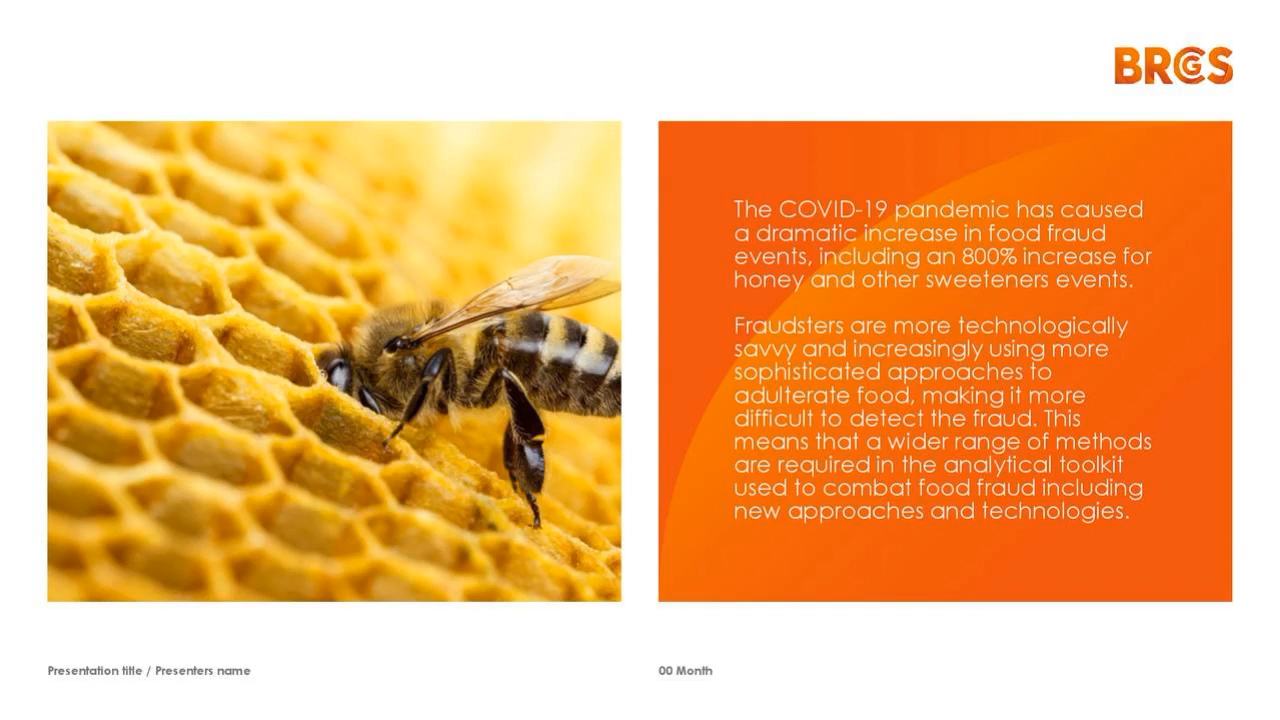 BRCGS
The COVID-19 pandemic has caused
a dramatic increase in food fraud
events, including an 800% increase for
honey and other sweeteners events.
Fraudsters are more technologically
savvy and increasingly using more
sophisticated approaches to
adulterate food, making it more
difficult to detect the fraud. This
means that a wider range of methods
are required in the analytical toolkit
used to combat food fraud including
new approaches and technologies.
Presentation title / Presenters name
00 Month